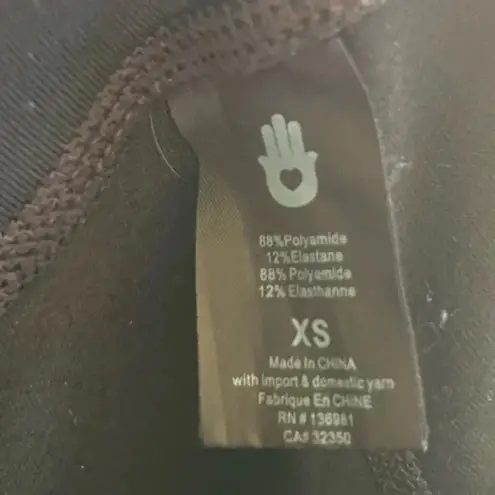 88%Polyamide
12%Elastane
88%Polyamide
12% Elasthanne
XS
Made In CHINA
with import & domestic yarn
Fabrique En CHINE
RN # 136981
CA# 32350